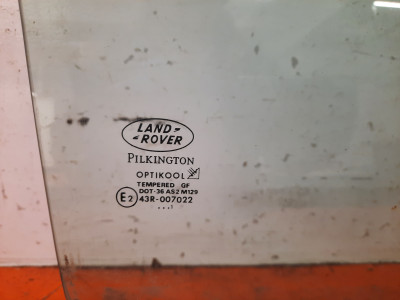 LAND
ROVER
PILKINGTON
OPTIKOOL
TEMPERED GF
DOT-36 AS2 M129
E2 43R-007022